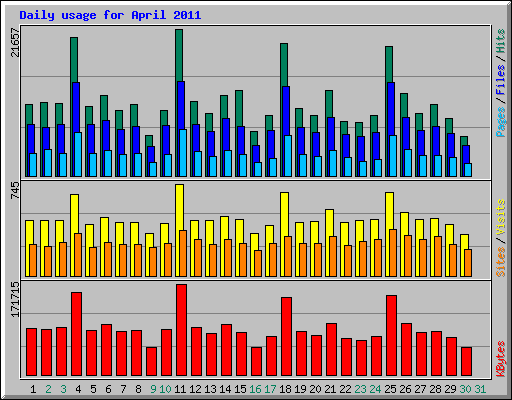 Daily usage for April 2011
21657
Pages / Files / Hits
745
Sites / Visits
171715
KBytes
1 2 3 4 5 6 7 8 9 10 11 12 13 14 15 16 17 18 19 20 21 22 23 24 25 26 27 28 29 30 31